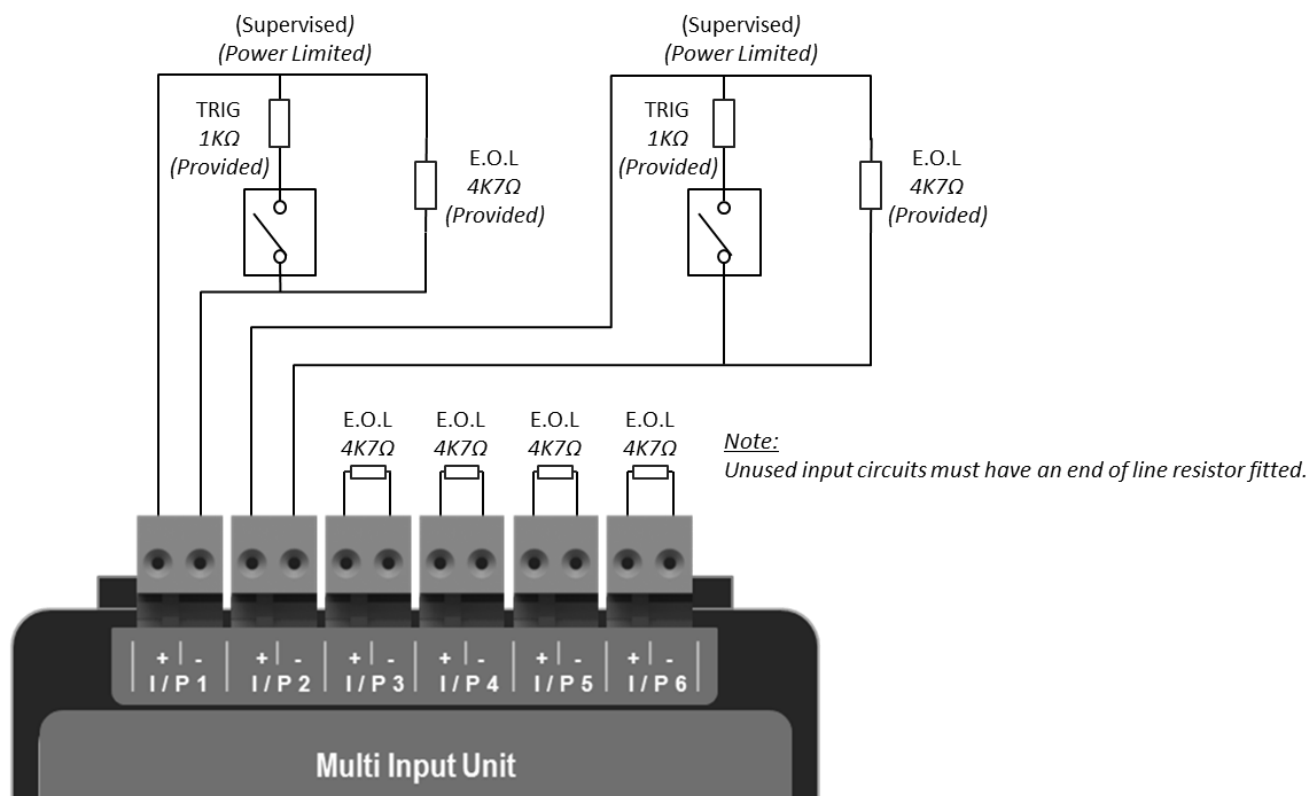 (Supervised)
(Power Limited)
TRIG
1KΩ
(Provided)
E.O.L
4K7Ω
(Provided)
(Supervised)
(Power Limited)
TRIG
1KΩ
(Provided)
E.O.L
4K7Ω
(Provided)
E.O.L
4K7Ω
E.O.L
4K7Ω
E.O.L
4K7Ω
E.O.L
4K7Ω
Note:
Unused input circuits must have an end of line resistor fitted.
+ - + - + - + - + - + -
I / P 1 I / P 2 I / P 3 I / P 4 I / P 5 I / P 6
Multi Input Unit